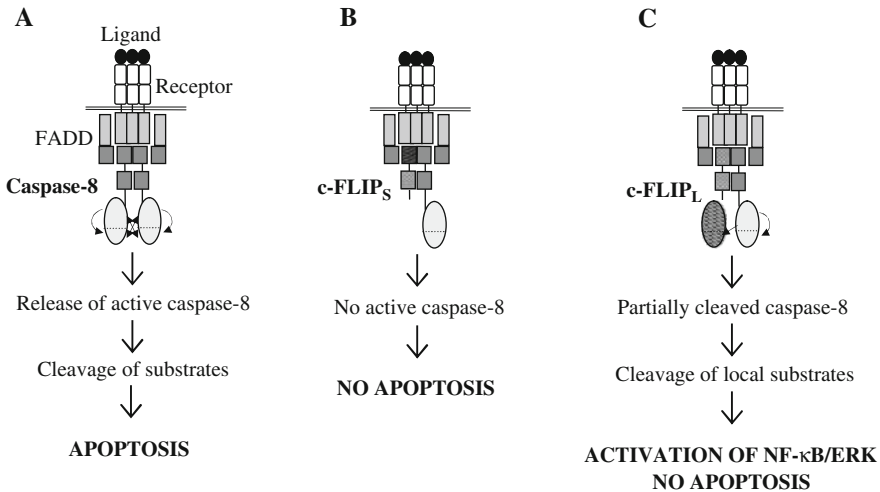 A
Ligand
Receptor
FADD
Caspase-8
Release of active caspase-8
Cleavage of substrates
APOPTOSIS
B
c-FLIPS
No active caspase-8
NO APOPTOSIS
C
c-FLIPL
Partially cleaved caspase-8
Cleavage of local substrates
ACTIVATION OF NF-κB/ERK
NO APOPTOSIS